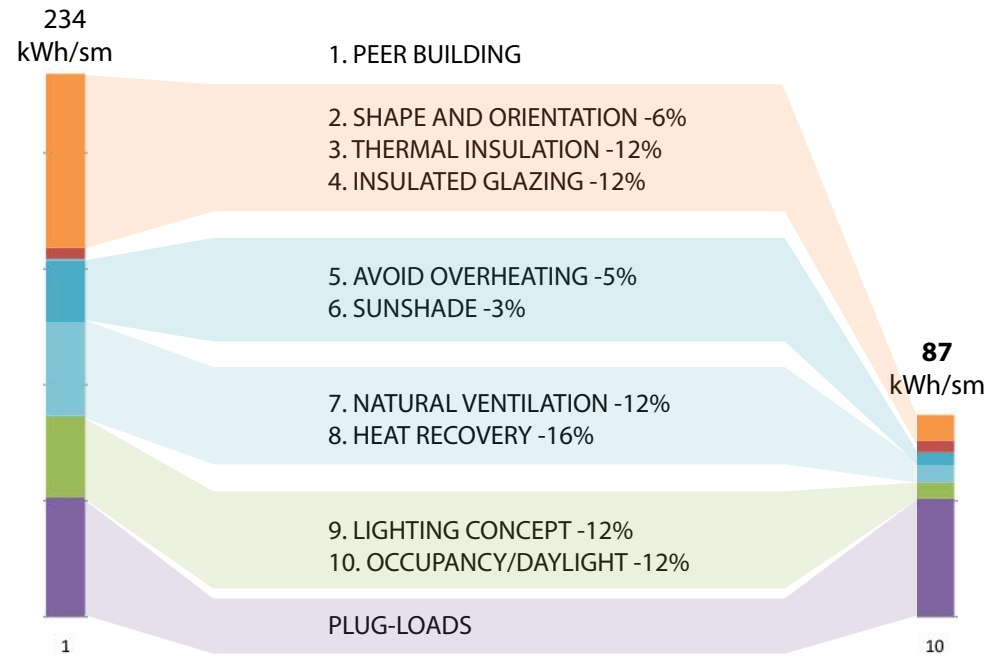 234
kWh/sm
1. PEER BUILDING
2. SHAPE AND ORIENTATION -6%
3. THERMAL INSULATION -12%
4. INSULATED GLAZING -12%
5. AVOID OVERHEATING -5%
6. SUNSHADE -3%
7. NATURAL VENTILATION -12%
8. HEAT RECOVERY -16%
9. LIGHTING CONCEPT -12%
10. OCCUPANCY/DAYLIGHT -12%
PLUG-LOADS
87
kWh/sm
1
10